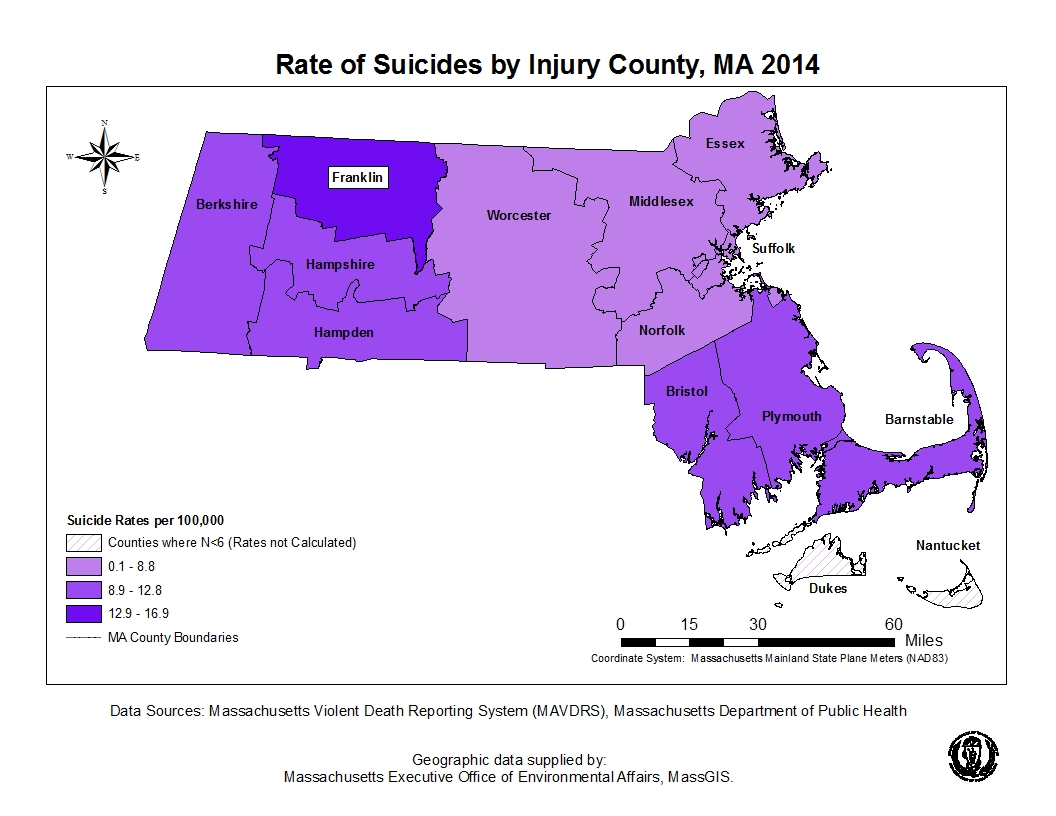 Rate of Suicides by Injury County, MA 2014
N
W E
S
Essex
Franklin
Berkshire
Worcester
Middlesex
Suffolk
Hampshire
Hampden
Norfolk
Bristol
Plymouth
Barnstable
Nantucket
Dukes
Suicide Rates per 100,000
Counties where N<6 (Rates not Calculated)
0.1 - 8.8
8.9 - 12.8
12.9 - 16.9
MA County Boundaries
0 15 30 60
Miles
Coordinate System: Massachusetts Mainland State Plane Meters (NAD83)
Data Sources: Massachusetts Violent Death Reporting System (MAVDRS), Massachusetts Department of Public Health
Geographic data supplied by:
Massachusetts Executive Office of Environmental Affairs, MassGIS.